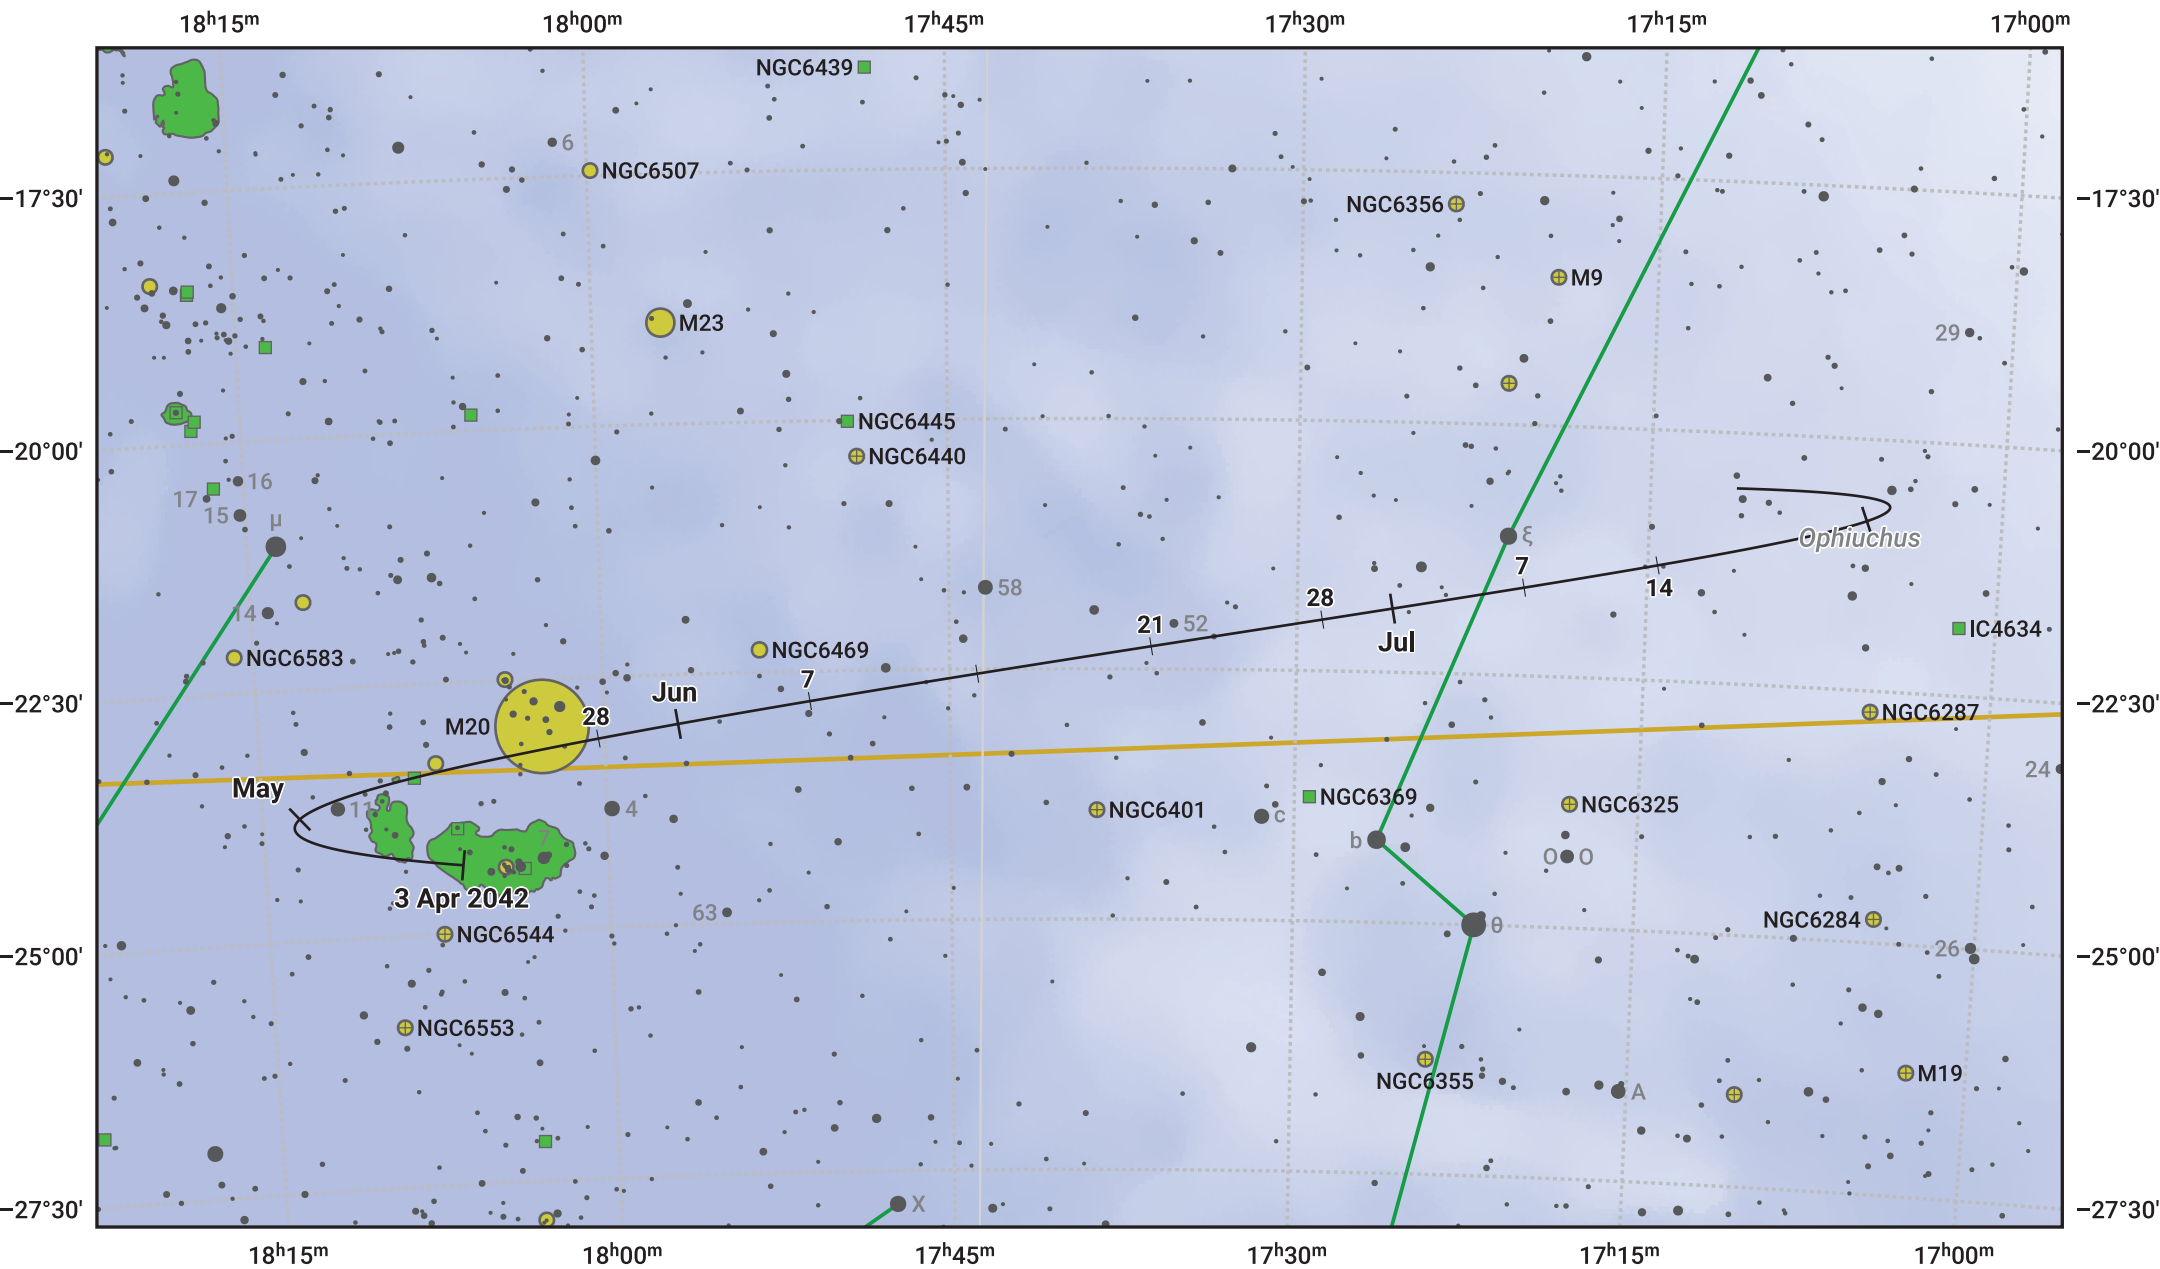 18h15m 18h00m 17h45m 17h30m 17h15m 17h00m
NGC6439
6
NGC6507
−17°30' −17°30'
NGC6356
M9
M23
29
NGC6445
−20°00' −20°00'
NGC6440
16
17
15
μ
ξ
Ophiuchus
7
14
58
28
14
52
21
IC4634
Jul
NGC6583
NGC6469
7
Jun
−22°30' −22°30'
28
M20
NGC6287
24
May
11
4
NGC6401
c
NGC6369
NGC6325
7
b
O O
3 Apr 2042
63
θ
NGC6284
NGC6544
26
−25°00' −25°00'
NGC6553
NGC6355
A
M19
X
−27°30' −27°30'
18h15m 18h00m 17h45m 17h30m 17h15m 17h00m